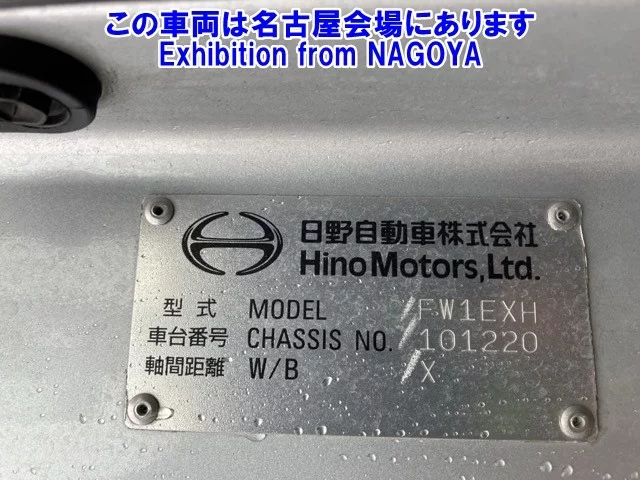 この車両は名古屋会場にあります
Exhibition from NAGOYA
日野自動車株式会社
Hino Motors, Ltd.
型式 MODEL /FW1EXH
車台番号 CHASSIS NO. /101220
軸間距離 W/B /X